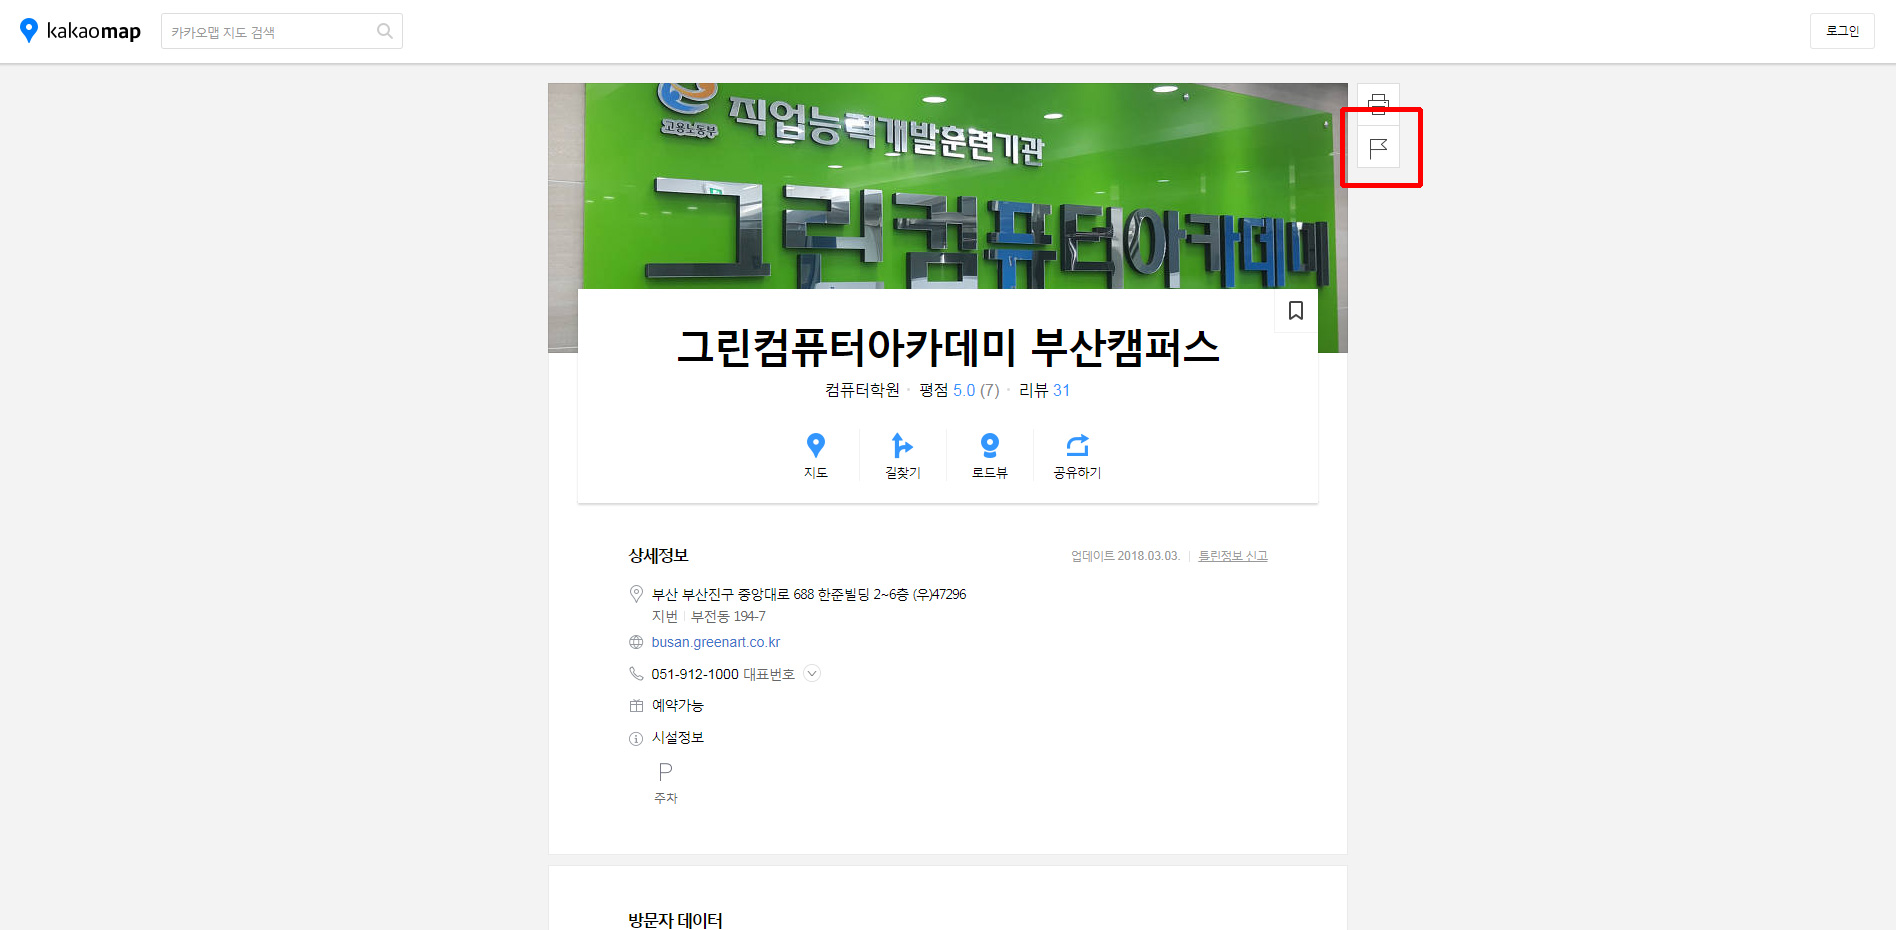 kakaomap
카카오맵 지도 검색
로그인
고용노동부
직업능력개발훈련기관
그린컴퓨터아카데미
그린컴퓨터아카데미 부산캠퍼스
컴퓨터학원 · 평점 5.0 (7) · 리뷰 31
지도 길찾기 로드뷰 공유하기
상세정보 업데이트 2018.03.03. 틀린정보 신고
부산 부산진구 중앙대로 688 한준빌딩 2~6층 (우)47296
지번 부전동 194-7
busan.greenart.co.kr
051-912-1000 대표번호
예약가능
시설정보
P
주차
방문자 데이터